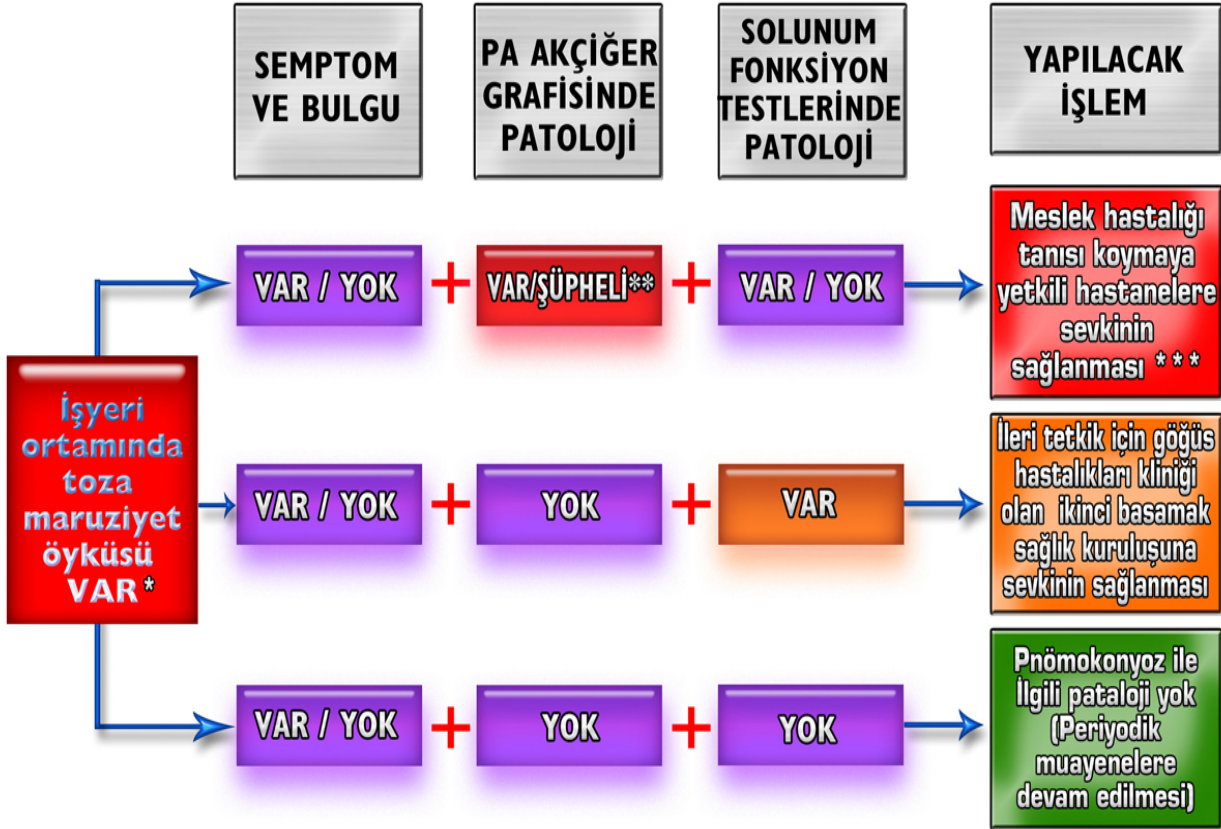 SEMPTOM
VE BULGU
PA AKÇİĞER
GRAFİSİNDE
PATOLOJİ
SOLUNUM
FONKSİYON
TESTLERİNDE
PATOLOJİ
YAPILACAK
İŞLEM
İşyeri
ortamında
toza
maruziyet
öyküsü
VAR*
VAR / YOK
+
VAR/ŞÜPHELİ**
+
VAR / YOK
Meslek hastalığı
tanısı koymaya
yetkili hastanelere
sevkinin
sağlanması ***
VAR / YOK
+
YOK
+
VAR
İleri tetkik için göğüs
hastalıkları kliniği
olan ikinci basamak
sağlık kuruluşuna
sevkinin sağlanması
VAR / YOK
+
YOK
+
YOK
Pnömokonyoz ile
İlgili pataloji yok
(Periyodik
muayenelere
devam edilmesi)